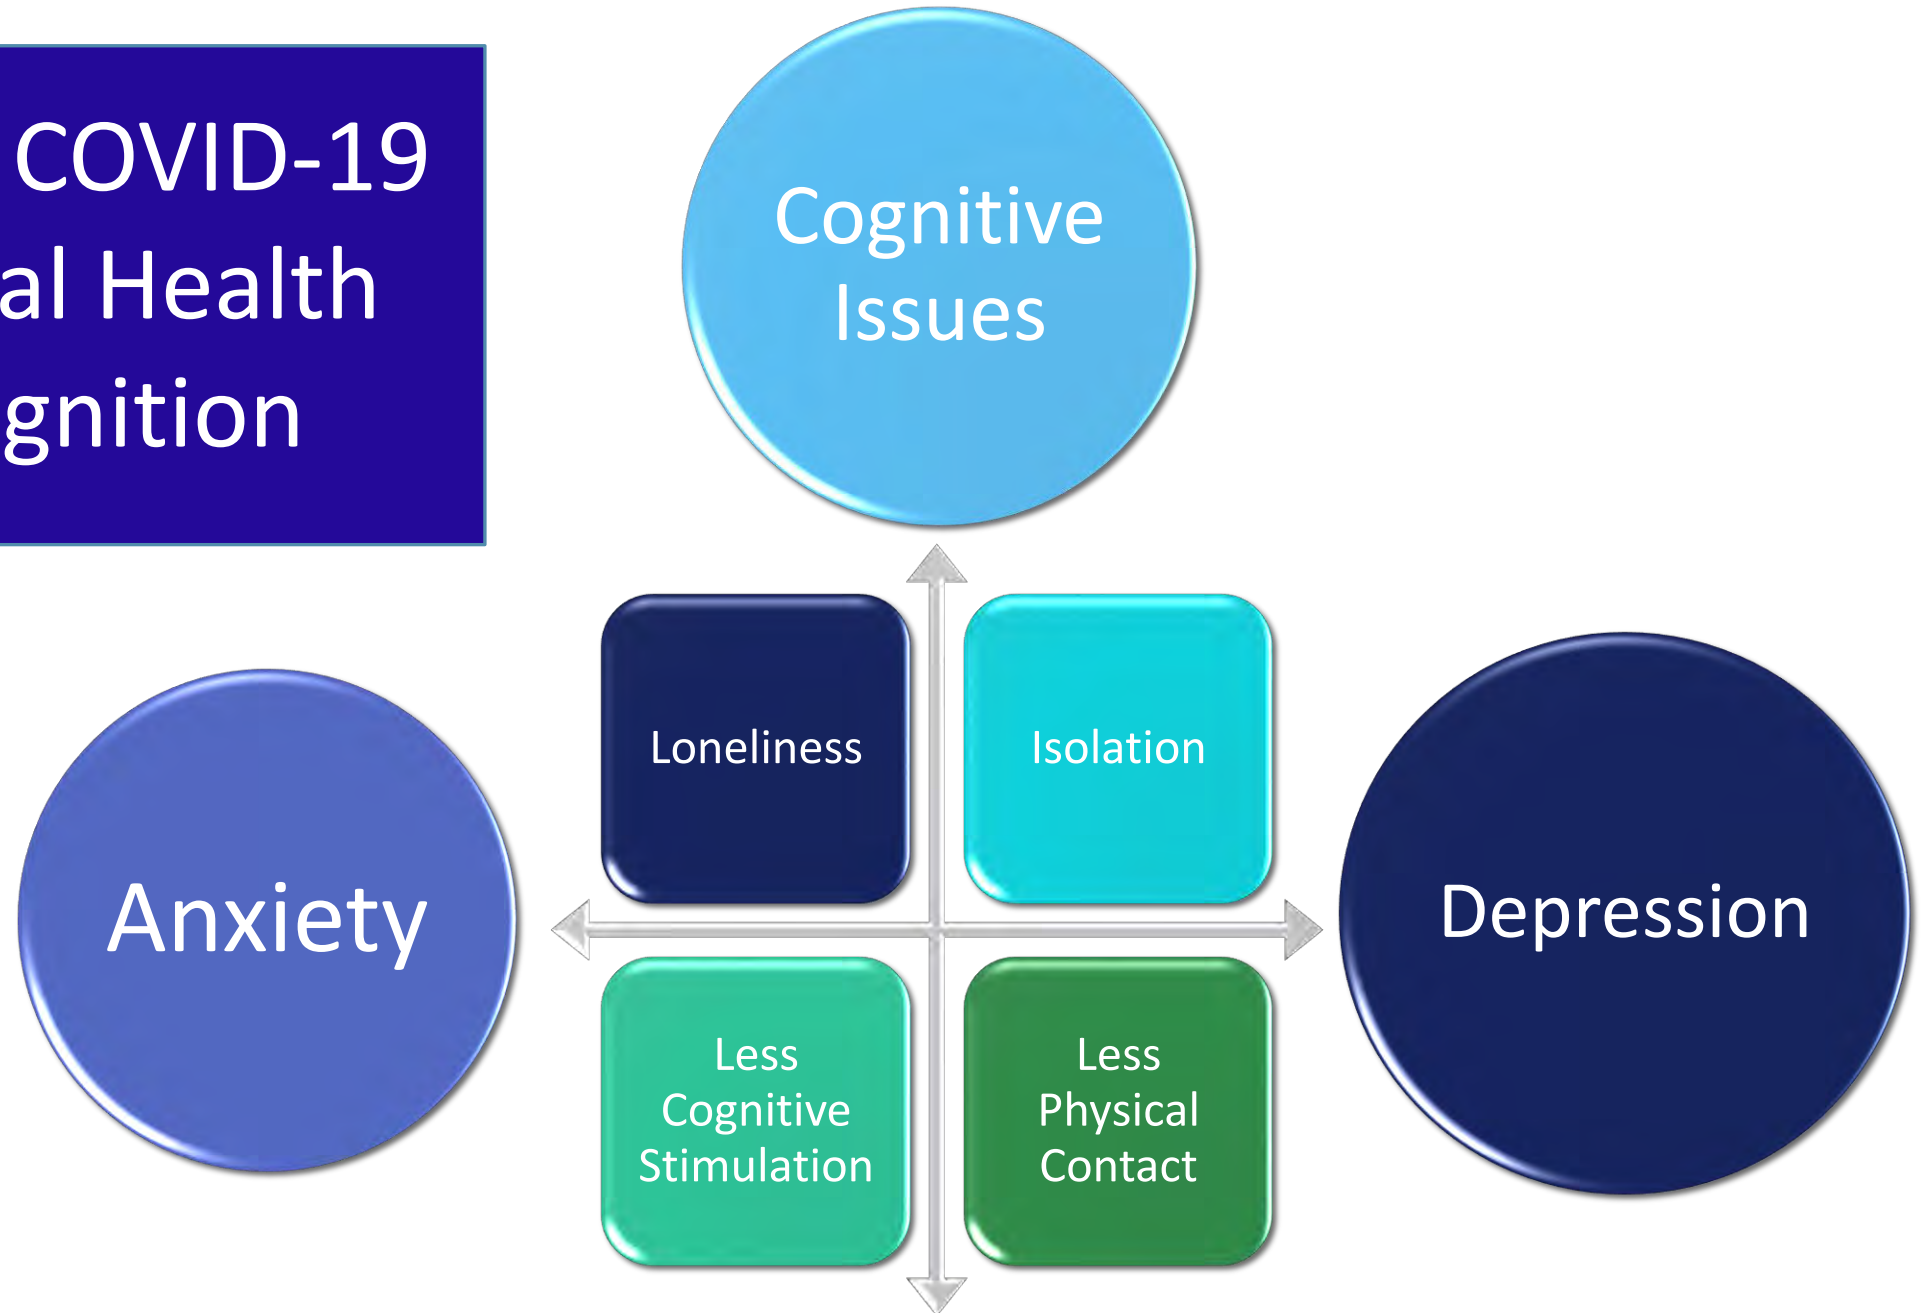 COVID-19
al Health
gnition
Cognitive
Issues
Loneliness
Isolation
Anxiety
Depression
Less
Cognitive
Stimulation
Less
Physical
Contact